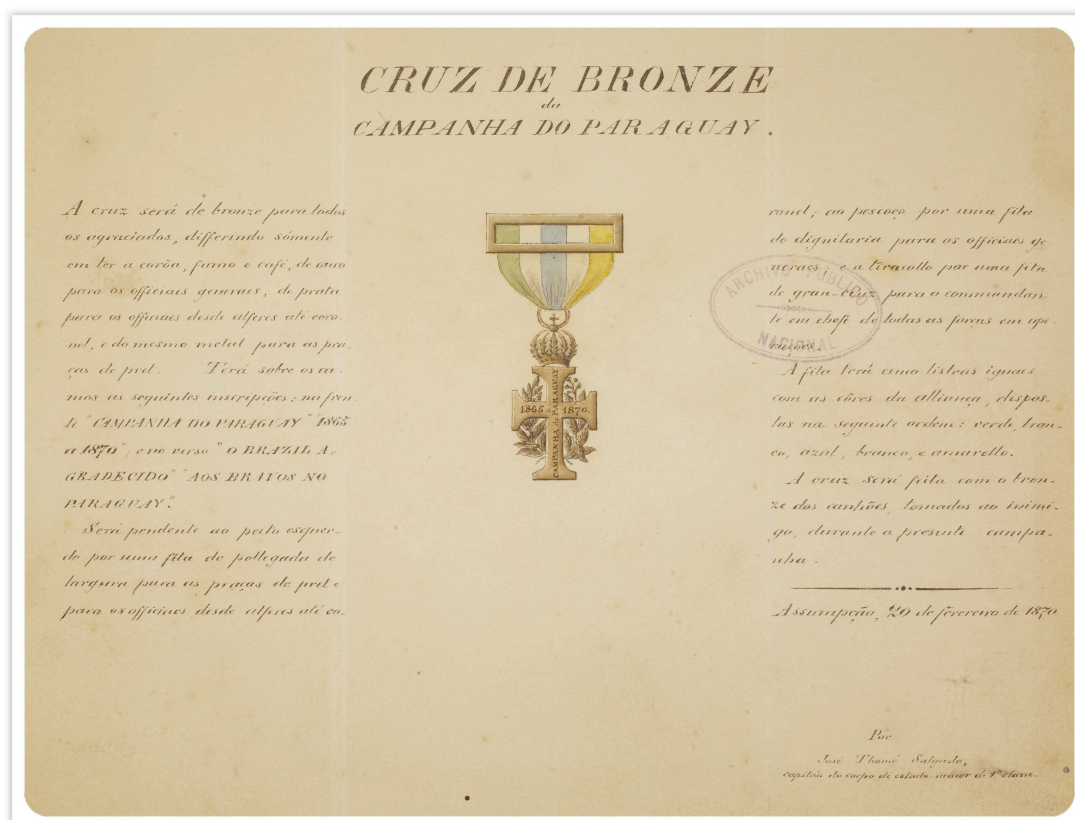 CRUZ DE BRONZE
da
CAMPANHA DO PARAGUAY.
A cruz será de bronze para todos
os agraciados, differindo sómente
em ter a corôa, fumo e café, de ouro
para os officiaes generaes, de prata
para os officiaes desde alferes até coro-
nel, e do mesmo metal para as pra-
ças de pret. Terá sobre os ra-
mos as seguintes inscripções: na fren
te "CAMPANHA DO PARAGUAY" "1865
a 1870"; e no verso "O BRAZIL A-
GRADECIDO" "AOS BRAVOS NO
PARAGUAY".
Será pendente ao peito esquer-
do por uma fita de pollegada de
largura para as praças de pret e
para os officiaes desde alferes até co-
1865 a 1870.
CAMPANHA do PARAGUAY
ronel; ao pescoço por uma fita
de dignitaria para os officiaes ge
neraes; e a tiracollo por uma fita
de gran-cruz para o commandan
te em chefe de todas as forças em ope-
rações.
A fita terá cinco listras iguaes
com as côres da alliança, dispos-
tas na seguinte ordem: verde, bran-
co, azul, branco, e amarello.
A cruz será feita com o bron-
ze dos canhões, tomados ao inimi-
go, durante a presente campa-
nha.
Assumpção, 20 de fevereiro de 1870
Por
José Thomé Salgado,
capitão do corpo de estado maior de 1ª classe.
ARCHIVO PUBLICO
NACIONAL